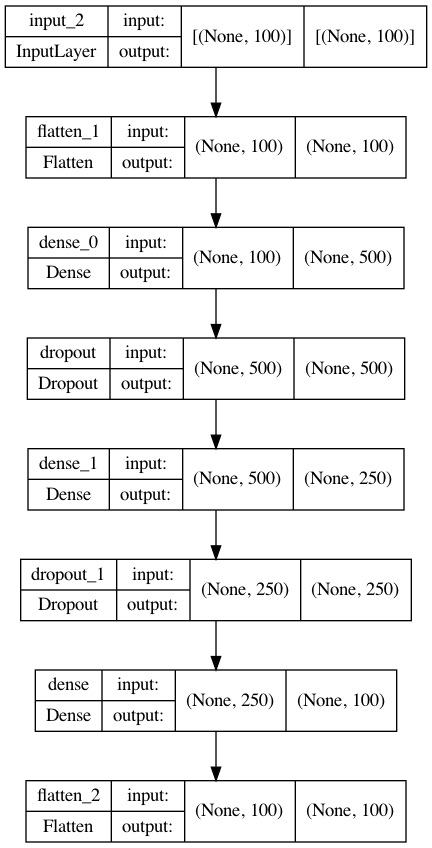 input_2 input: [(None, 100)] [(None, 100)]
InputLayer output:
flatten_1 input: (None, 100) (None, 100)
Flatten output:
dense_0 input: (None, 100) (None, 500)
Dense output:
dropout input: (None, 500) (None, 500)
Dropout output:
dense_1 input: (None, 500) (None, 250)
Dense output:
dropout_1 input: (None, 250) (None, 250)
Dropout output:
dense input: (None, 250) (None, 100)
Dense output:
flatten_2 input: (None, 100) (None, 100)
Flatten output: